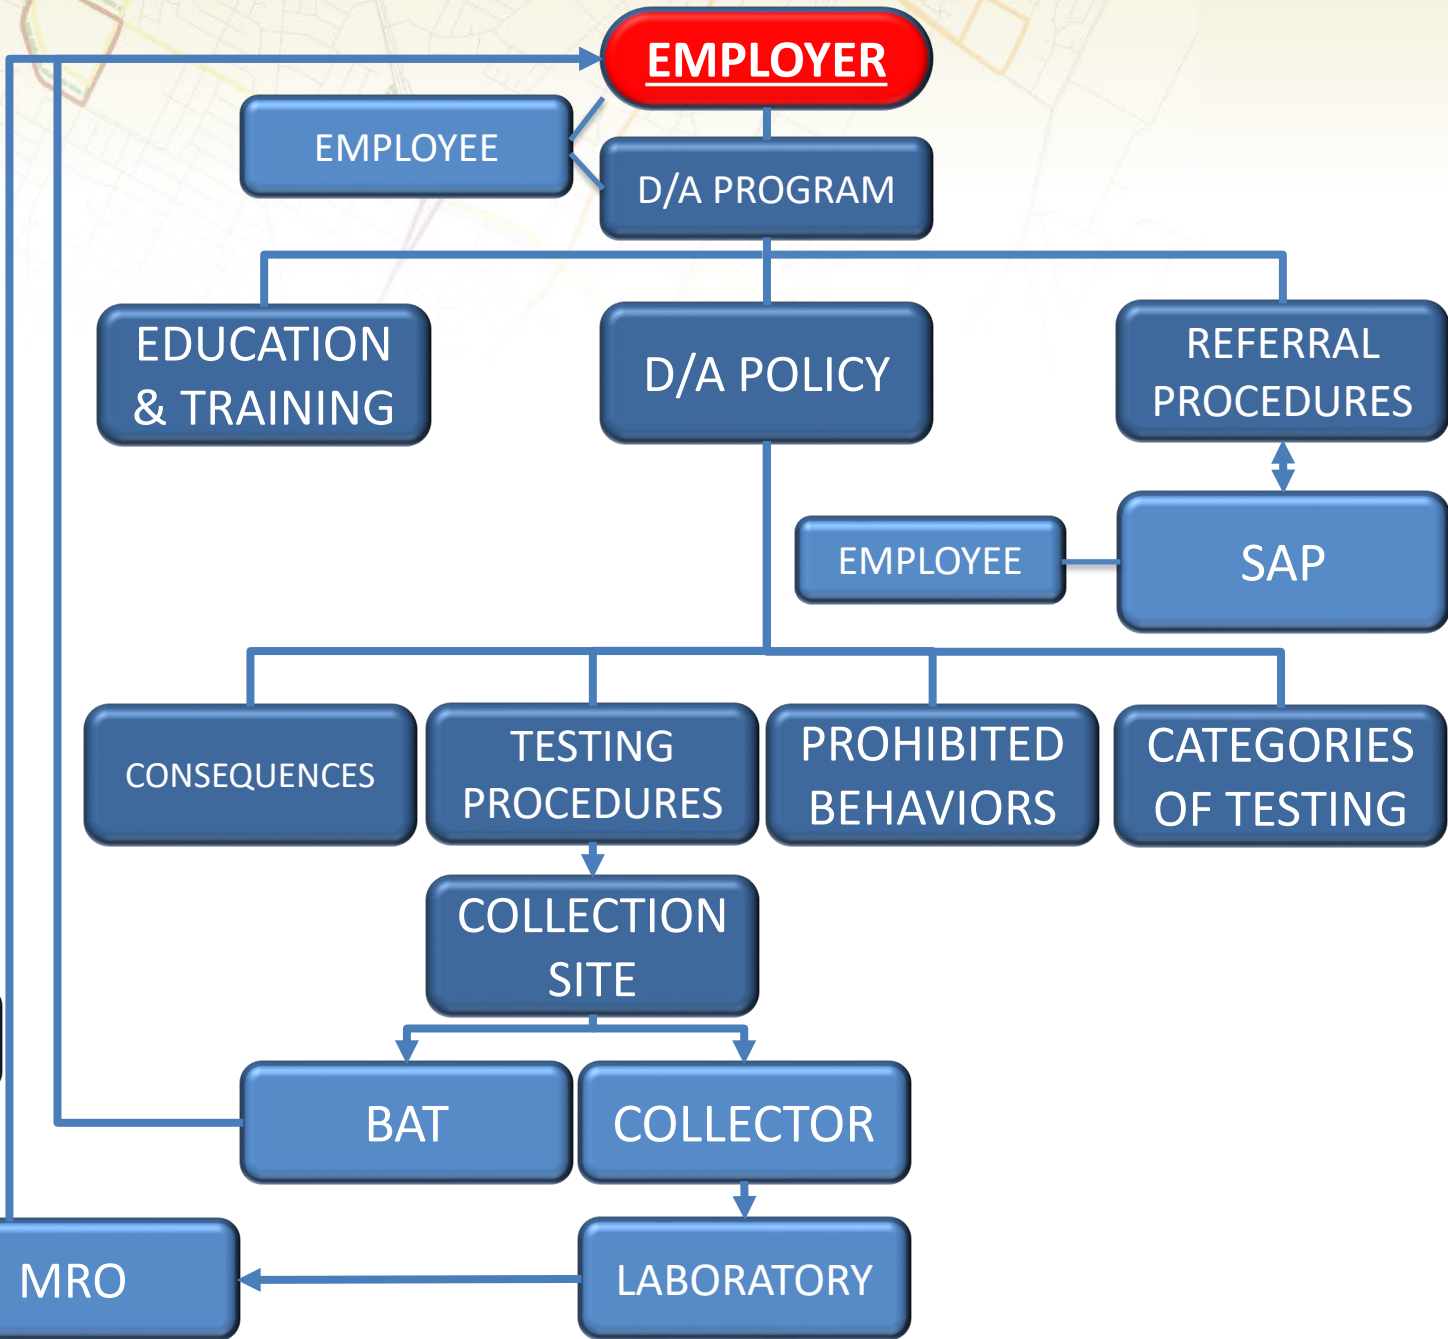 EMPLOYER
EMPLOYEE
D/A PROGRAM
EDUCATION
& TRAINING
D/A POLICY
REFERRAL
PROCEDURES
EMPLOYEE
SAP
CONSEQUENCES
TESTING
PROCEDURES
PROHIBITED
BEHAVIORS
CATEGORIES
OF TESTING
COLLECTION
SITE
BAT
COLLECTOR
MRO
LABORATORY